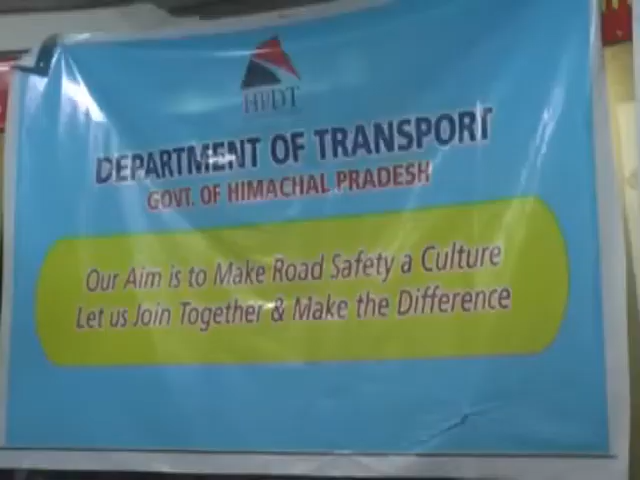 HPDT
DEPARTMENT OF TRANSPORT
GOVT. OF HIMACHAL PRADESH
Our Aim is to Make Road Safety a Culture
Let us Join Together & Make the Difference